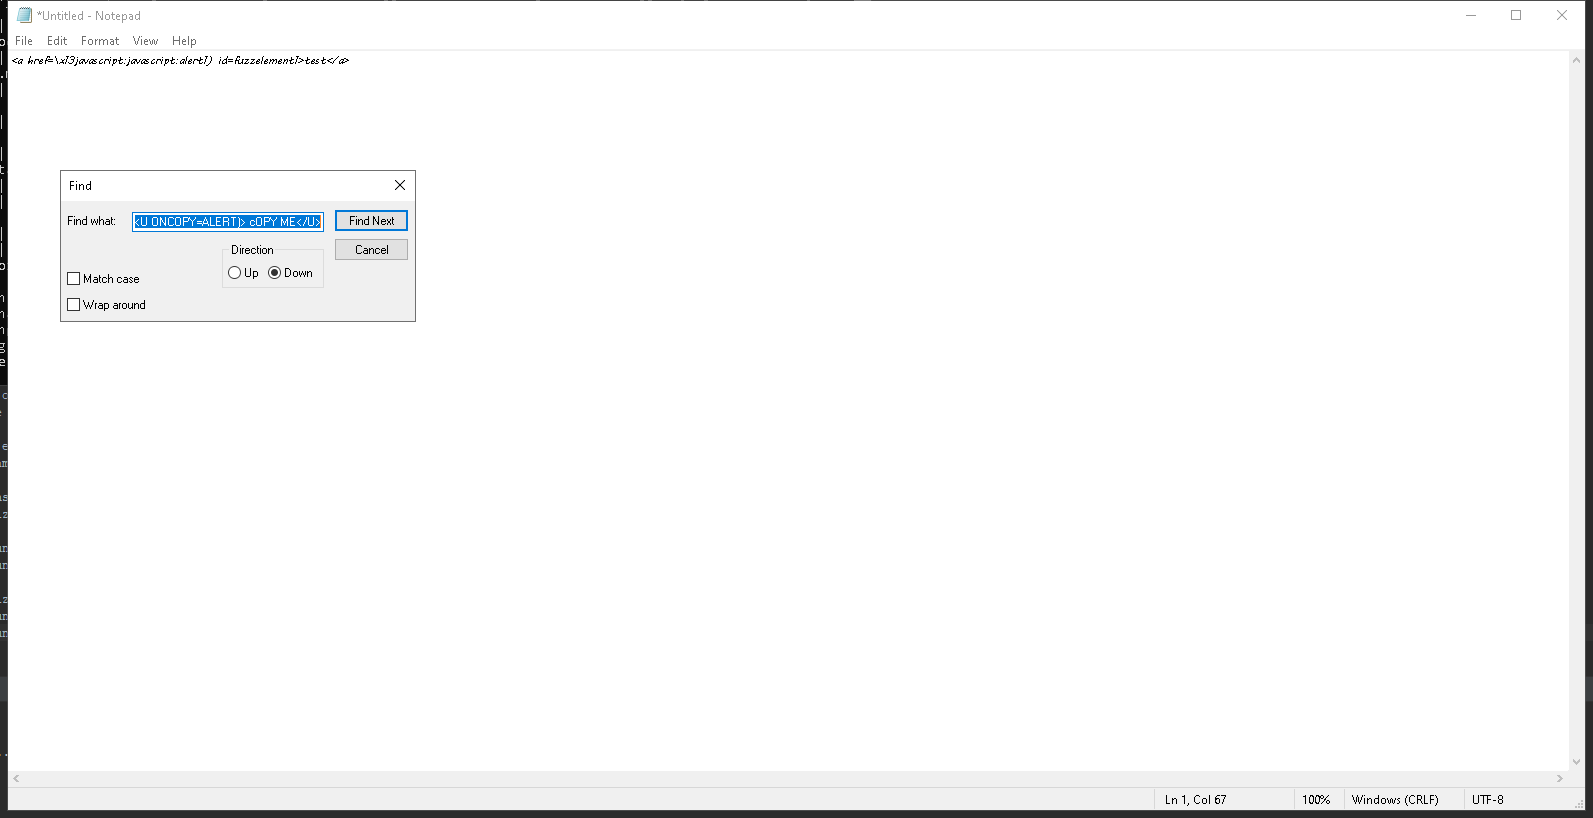 *Untitled - Notepad
File Edit Format View Help
<a href=\x13javascript:javascript:alert1) id=fuzzelement1>test</a>
Find
Find what: <U ONCOPY=ALERT)> cOPY ME</U> Find Next
Direction Cancel
Up Down
Match case
Wrap around
Ln 1, Col 67 100% Windows (CRLF) UTF-8